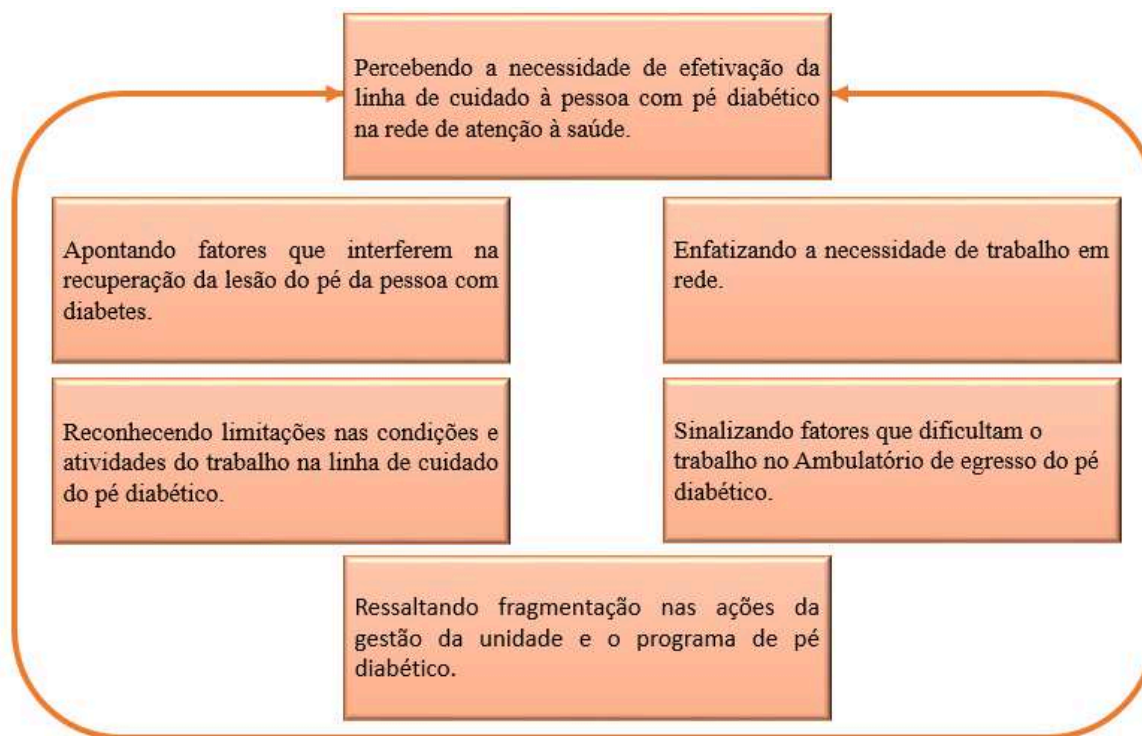 Percebendo a necessidade de efetivação da
linha de cuidado à pessoa com pé diabético
na rede de atenção à saúde.
Apontando fatores que interferem na
recuperação da lesão do pé da pessoa com
diabetes.
Enfatizando a necessidade de trabalho em
rede.
Reconhecendo limitações nas condições e
atividades do trabalho na linha de cuidado
do pé diabético.
Sinalizando fatores que dificultam o
trabalho no Ambulatório de egresso do pé
diabético.
Ressaltando fragmentação nas ações da
gestão da unidade e o programa de pé
diabético.